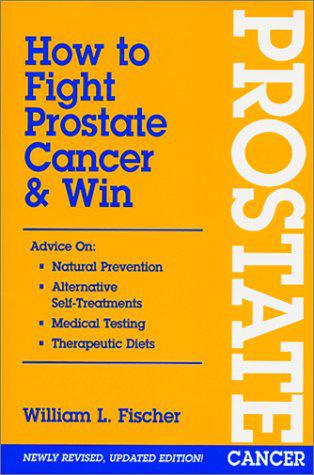 How to
Fight
Prostate
Cancer
& Win
Advice On:
▪ Natural Prevention
▪ Alternative
Self-Treatments
▪ Medical Testing
▪ Therapeutic Diets
William L. Fischer
NEWLY REVISED, UPDATED EDITION!
PROSTATE
CANCER